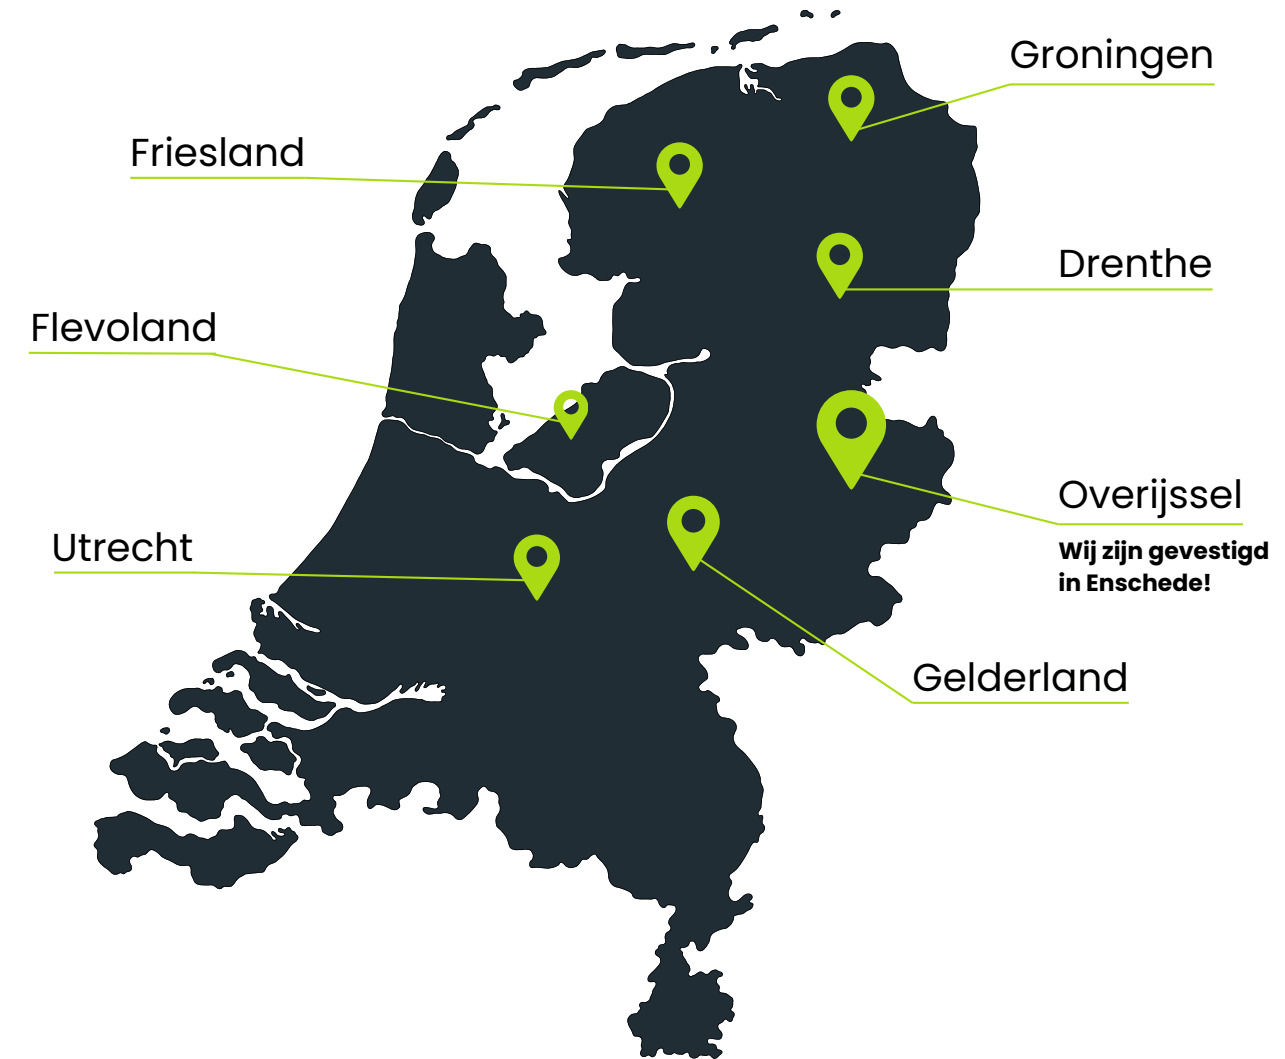 Groningen
Friesland
Drenthe
Flevoland
Overijssel
Wij zijn gevestigd
in Enschede!
Utrecht
Gelderland